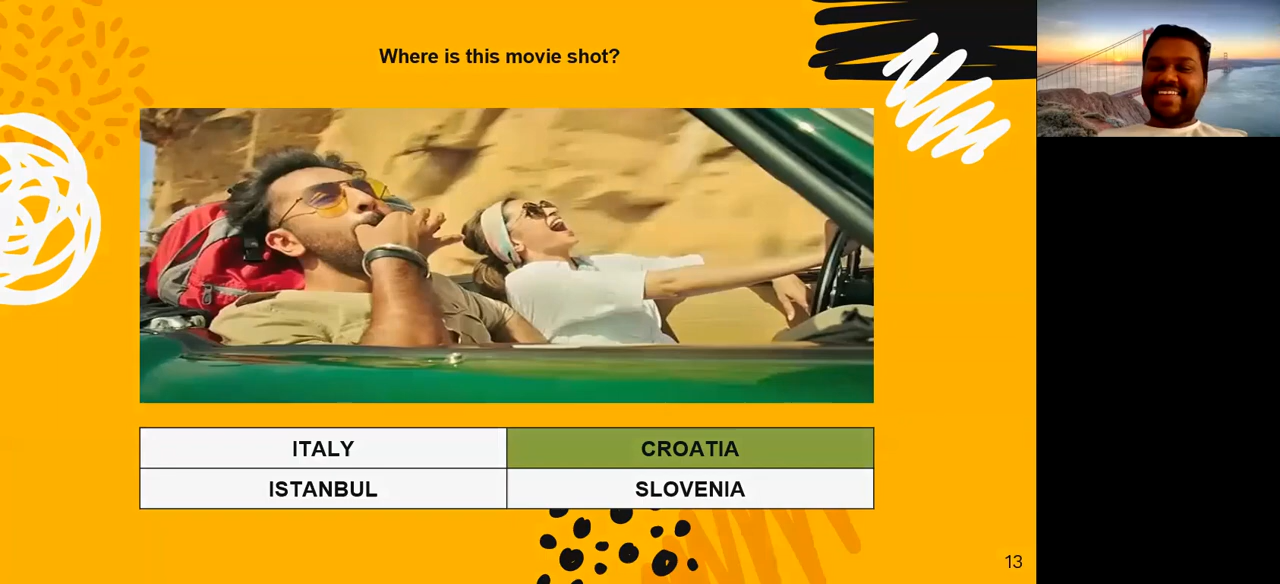 Where is this movie shot?
ITALY
CROATIA
ISTANBUL
SLOVENIA
13